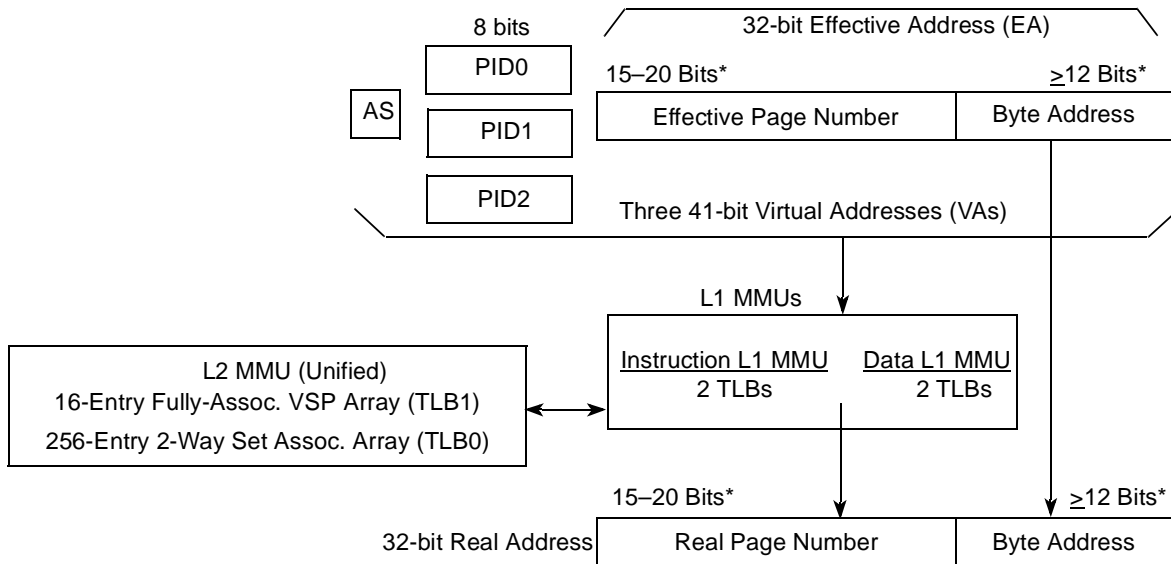 8 bits
32-bit Effective Address (EA)
PID0
15–20 Bits*
≥12 Bits*
AS
PID1
Effective Page Number
Byte Address
PID2
Three 41-bit Virtual Addresses (VAs)
L1 MMUs
Instruction L1 MMU
2 TLBs
Data L1 MMU
2 TLBs
L2 MMU (Unified)
16-Entry Fully-Assoc. VSP Array (TLB1)
256-Entry 2-Way Set Assoc. Array (TLB0)
15–20 Bits*
≥12 Bits*
32-bit Real Address
Real Page Number
Byte Address